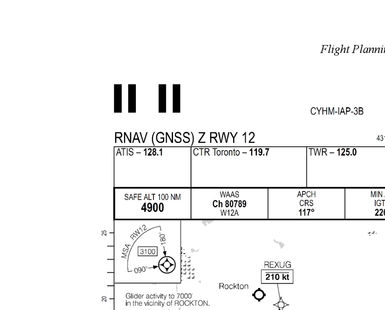 Flight Planni
CYHM-IAP-3B
RNAV (GNSS) Z RWY 12
43
ATIS – 128.1 CTR Toronto – 119.7 TWR – 125.0
SAFE ALT 100 NM WAAS APCH MIN
4900 Ch 80789 CRS IGT
W12A 117° 220
25
MSA RW12
180°
3100
090°
REXUG
210 kt
Rockton
20
Glider activity to 7000'
in the vicinity of ROCKTON.